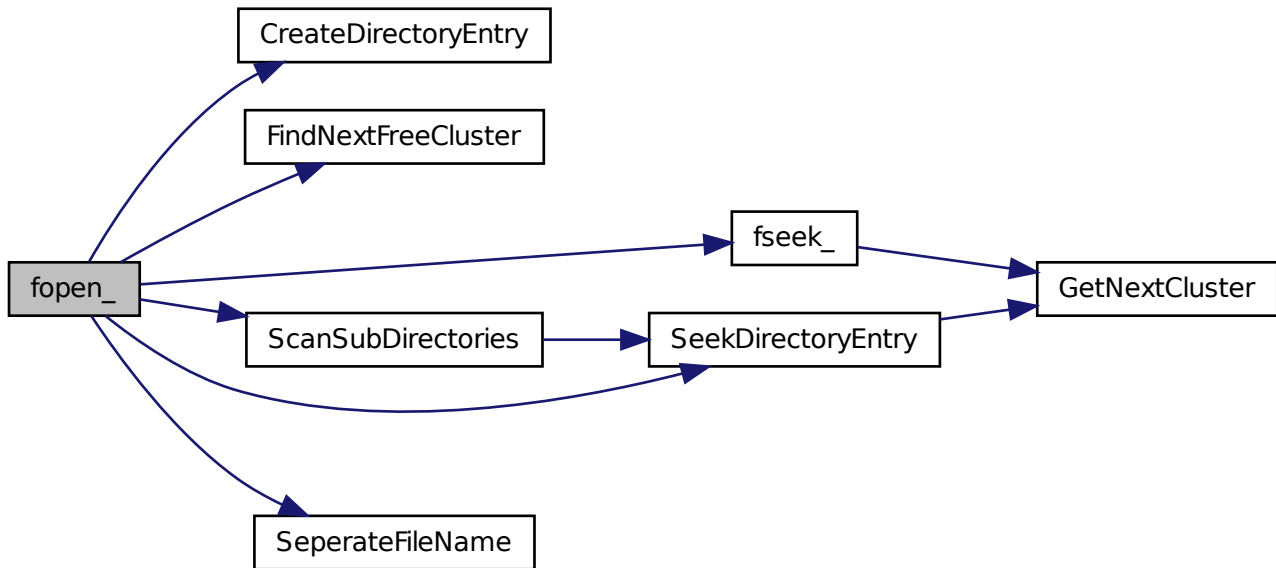 CreateDirectoryEntry
FindNextFreeCluster
fseek_
fopen_
GetNextCluster
ScanSubDirectories
SeekDirectoryEntry
SeperateFileName